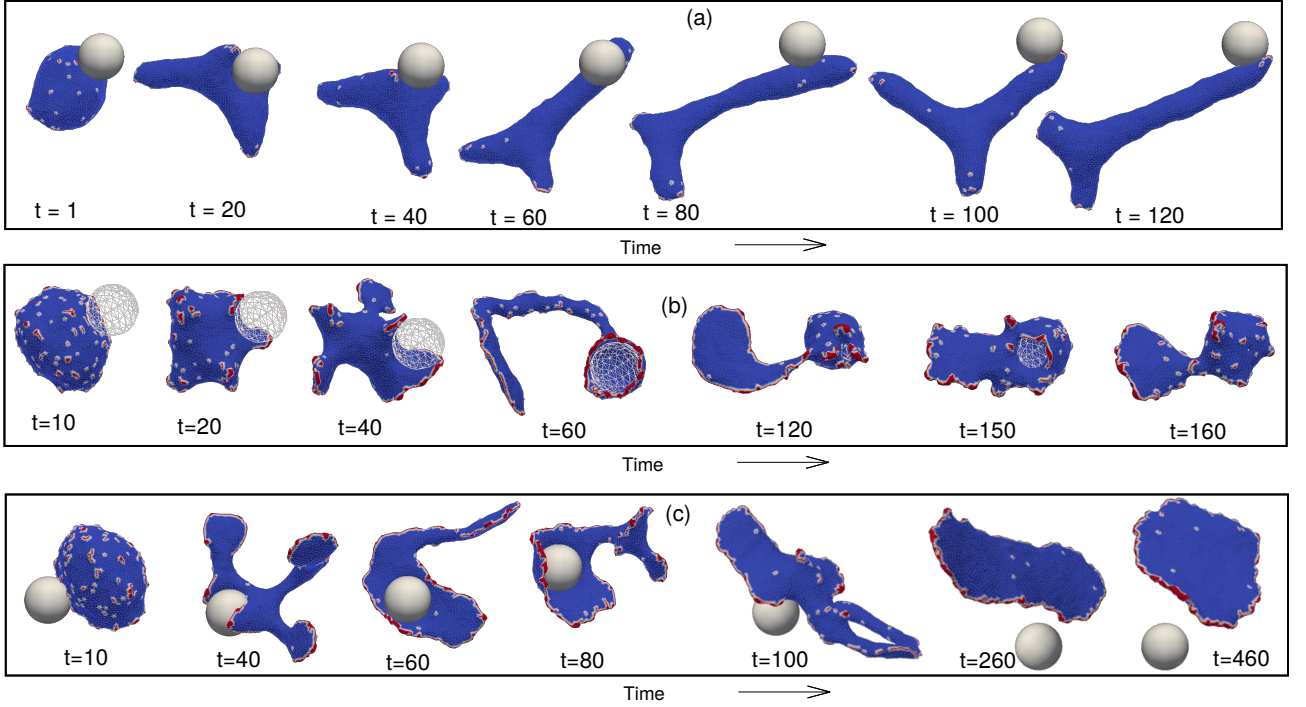 (a)
t = 1
t = 20
t = 40
t = 60
t = 80
t = 100
t = 120
Time
(b)
t=10
t=20
t=40
t=60
t=120
t=150
t=160
Time
(c)
t=10
t=40
t=60
t=80
t=100
t=260
t=460
Time